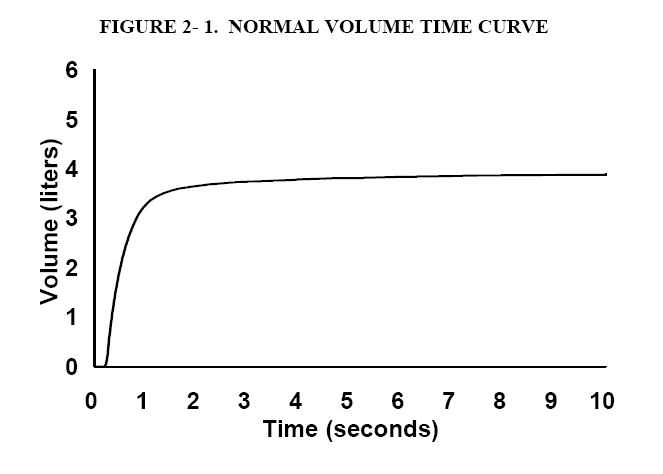 FIGURE 2- 1. NORMAL VOLUME TIME CURVE
6
5
4
3
2
1
0
Volume (liters)
0 1 2 3 4 5 6 7 8 9 10
Time (seconds)